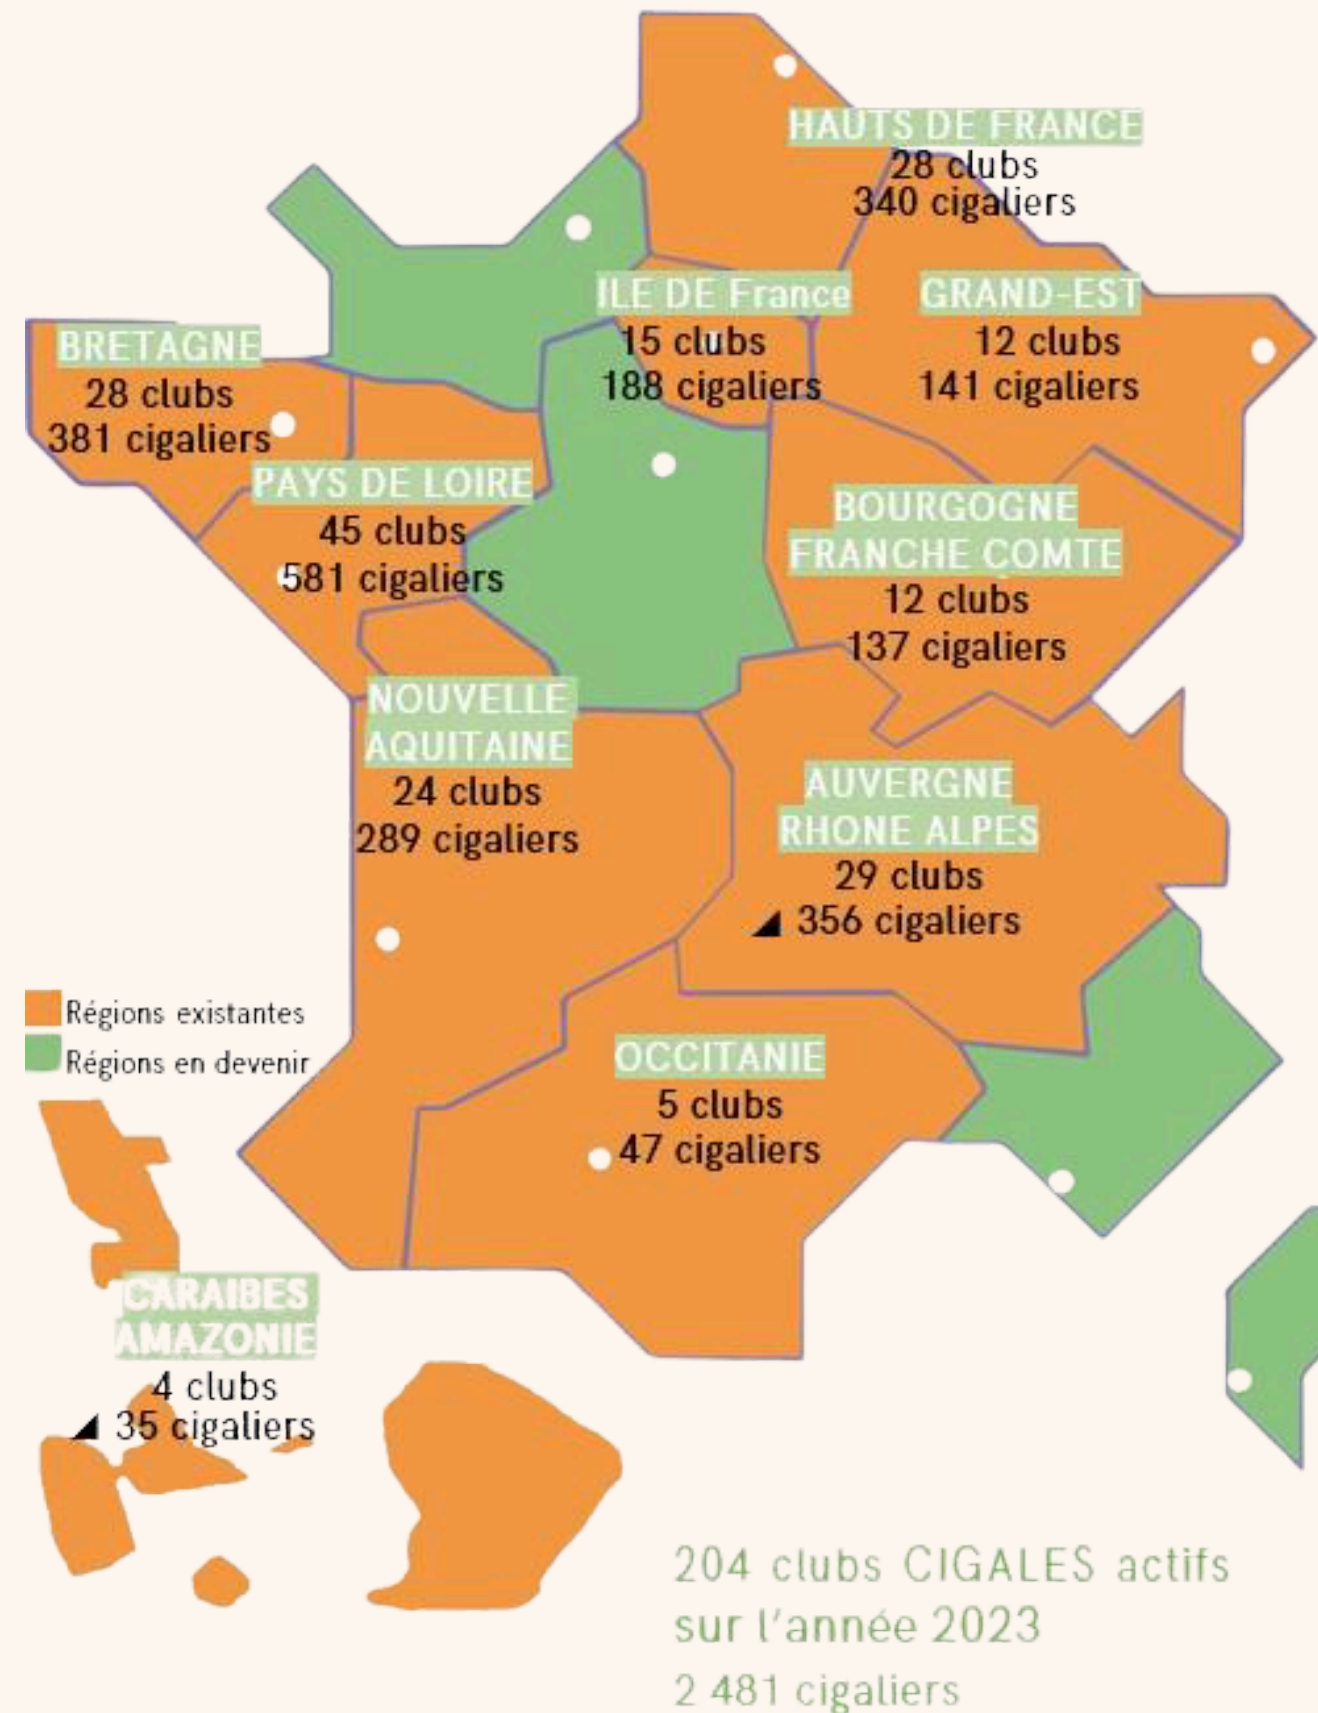 HAUTS DE FRANCE
28 clubs
340 cigaliers
ILE DE France
15 clubs
188 cigaliers
GRAND-EST
12 clubs
141 cigaliers
BRETAGNE
28 clubs
381 cigaliers
PAYS DE LOIRE
45 clubs
581 cigaliers
BOURGOGNE
FRANCHE COMTE
12 clubs
137 cigaliers
NOUVELLE
AQUITAINE
24 clubs
289 cigaliers
AUVERGNE
RHONE ALPES
29 clubs
356 cigaliers
Régions existantes
Régions en devenir
OCCITANIE
5 clubs
47 cigaliers
CARAIBES
AMAZONIE
4 clubs
35 cigaliers
204 clubs CIGALES actifs
sur l'année 2023
2 481 cigaliers